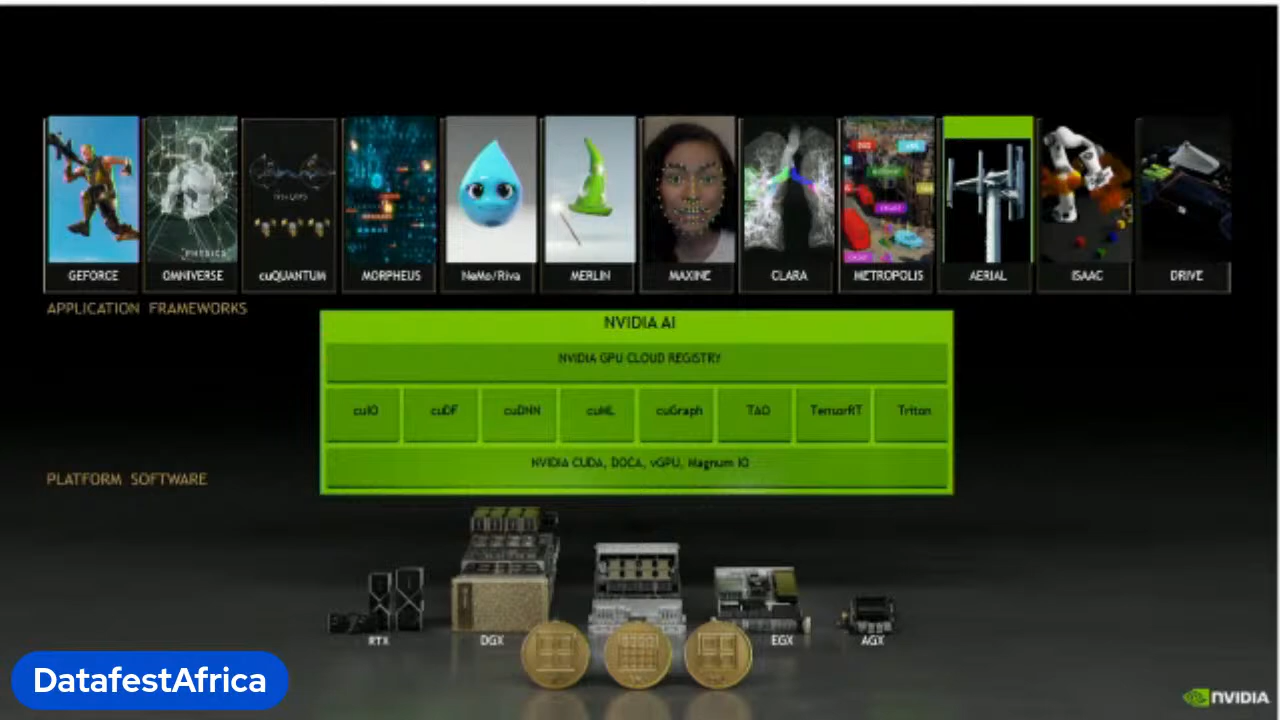 GEFORCE
OMNIVERSE
cuQUANTUM
MORPHEUS
NeMo/Riva
MERLIN
MAXINE
CLARA
METROPOLIS
AERIAL
ISAAC
DRIVE
PHYSICS
APPLICATION FRAMEWORKS
NVIDIA AI
NVIDIA GPU CLOUD REGISTRY
cuIO
cuDF
cuDNN
cuML
cuGraph
TAO
TensorRT
Triton
NVIDIA CUDA, DOCA, vGPU, Magnum IO
PLATFORM SOFTWARE
RTX
DGX
EGX
AGX
DatafestAfrica
NVIDIA